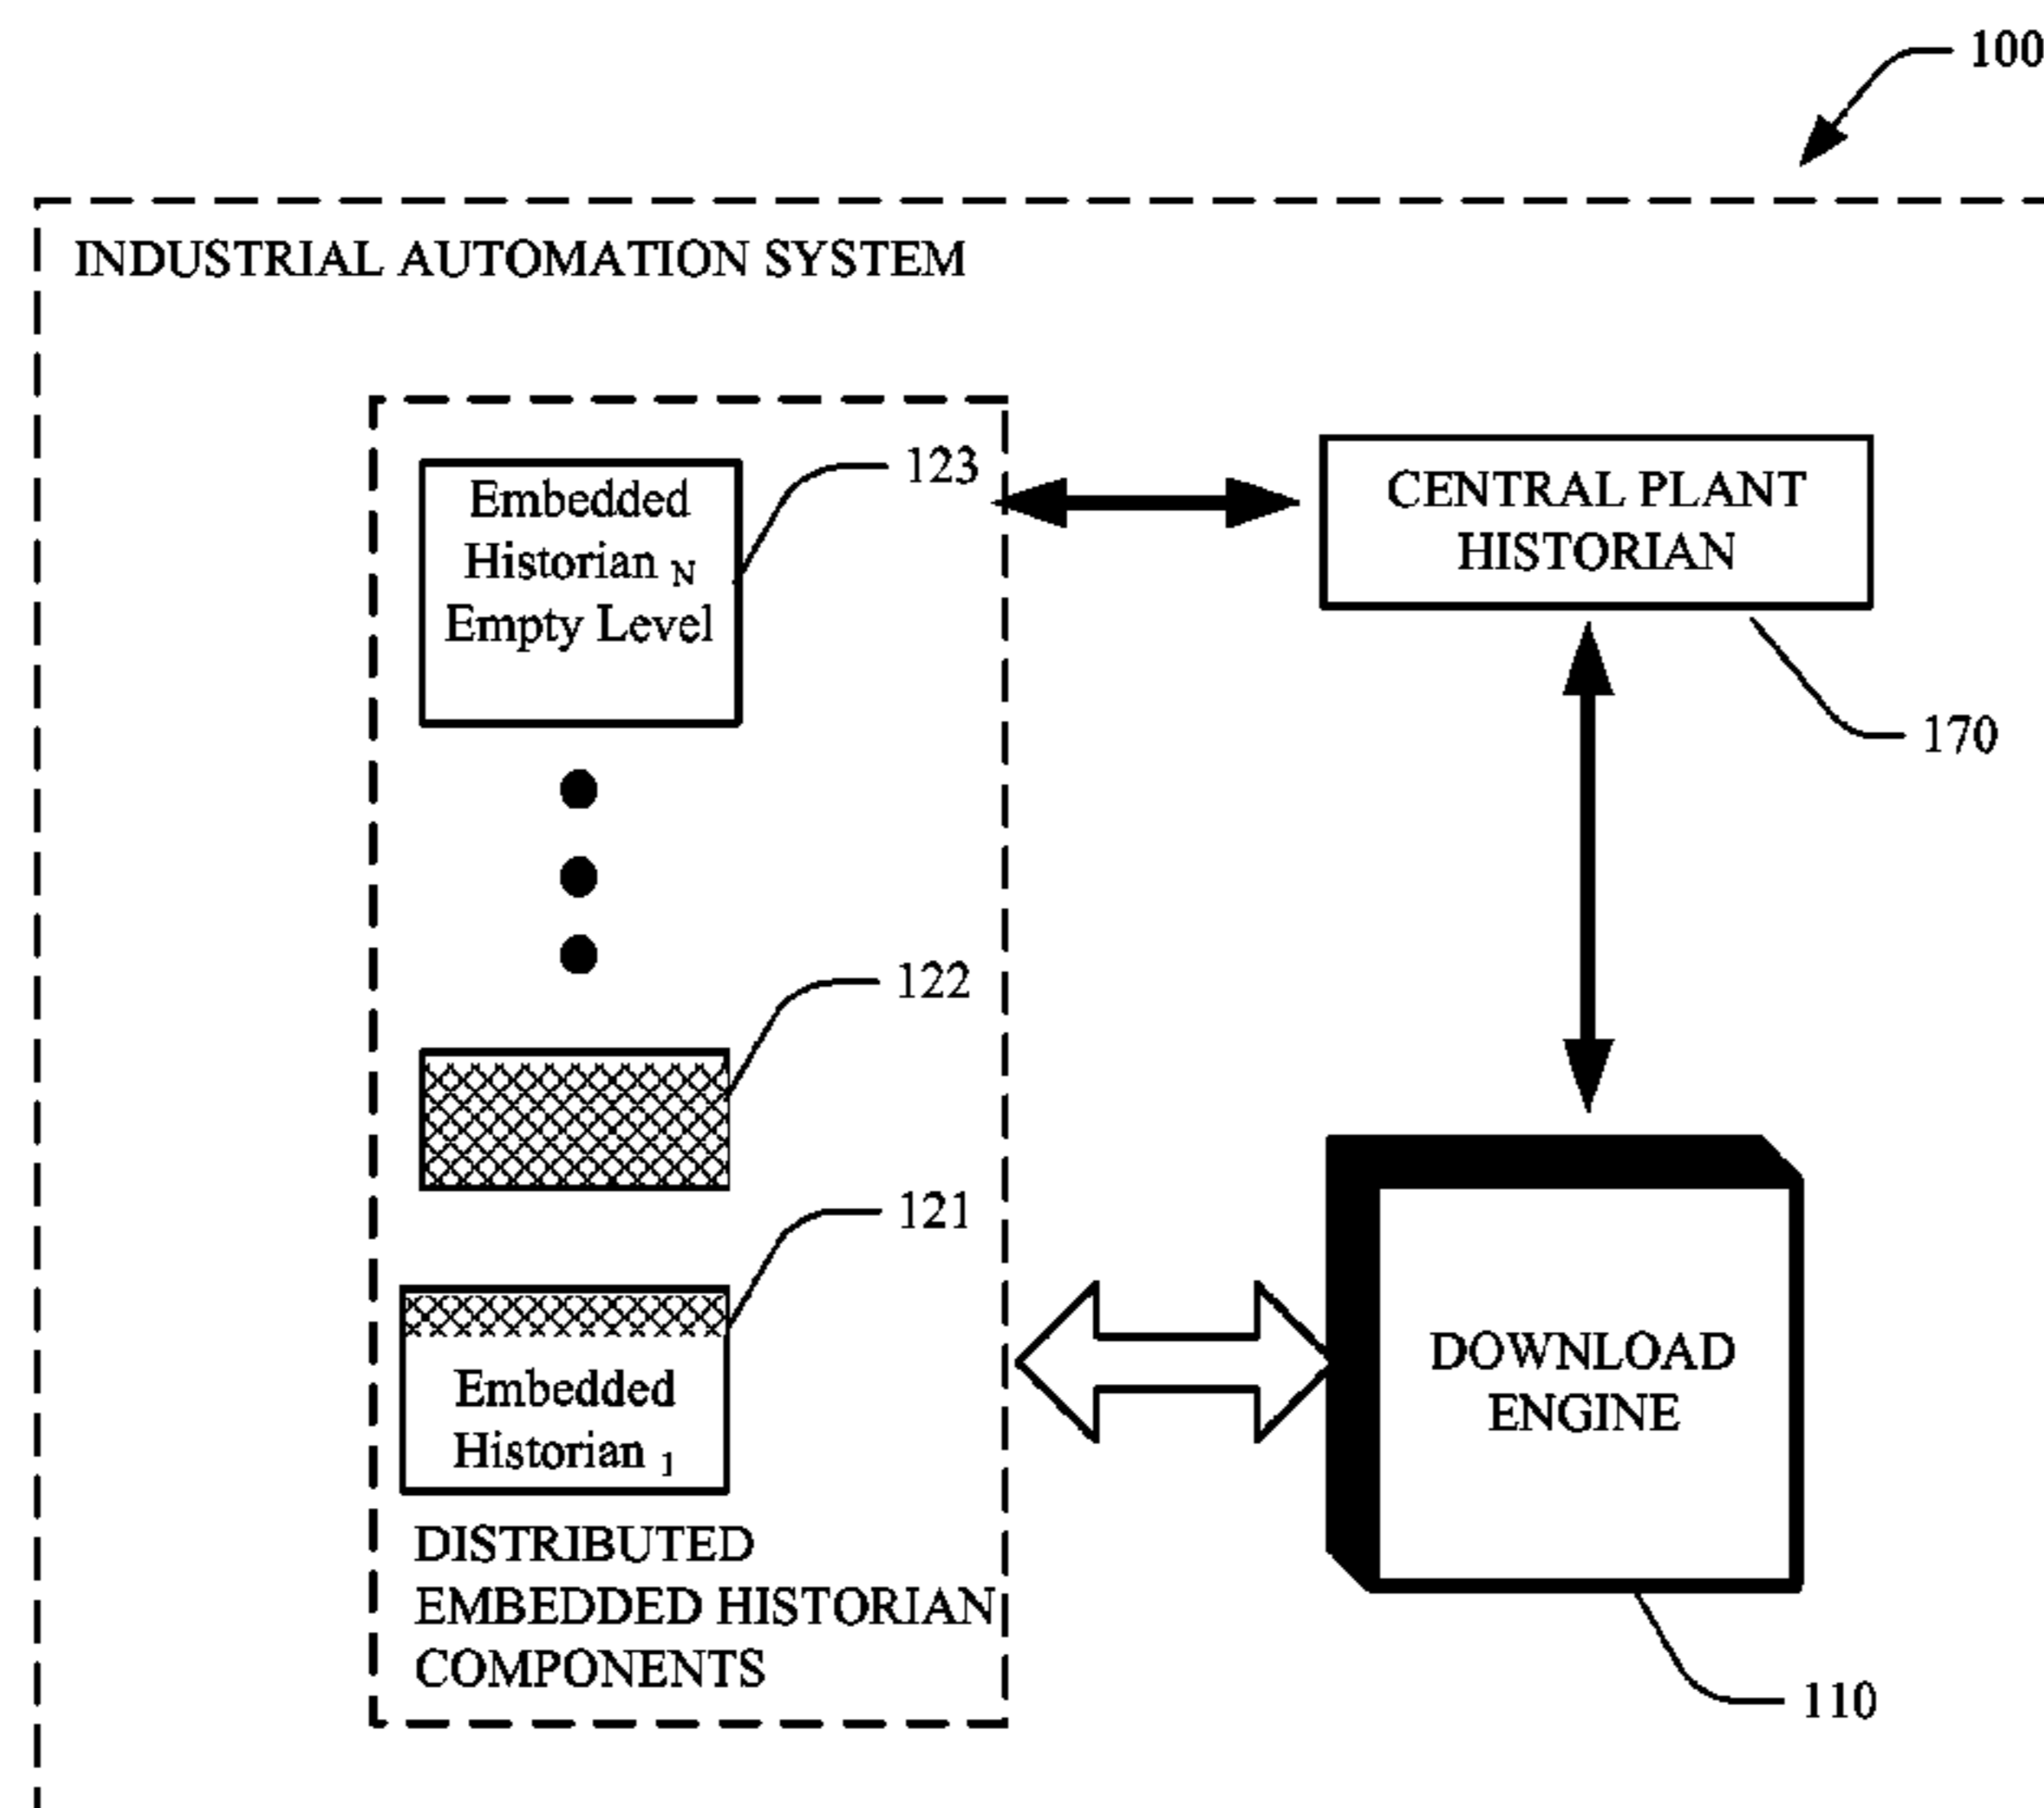 100
INDUSTRIAL AUTOMATION SYSTEM
Embedded
Historian N
Empty Level
123
CENTRAL PLANT
HISTORIAN
170
122
121
Embedded
Historian 1
DOWNLOAD
ENGINE
DISTRIBUTED
EMBEDDED HISTORIAN
COMPONENTS
110